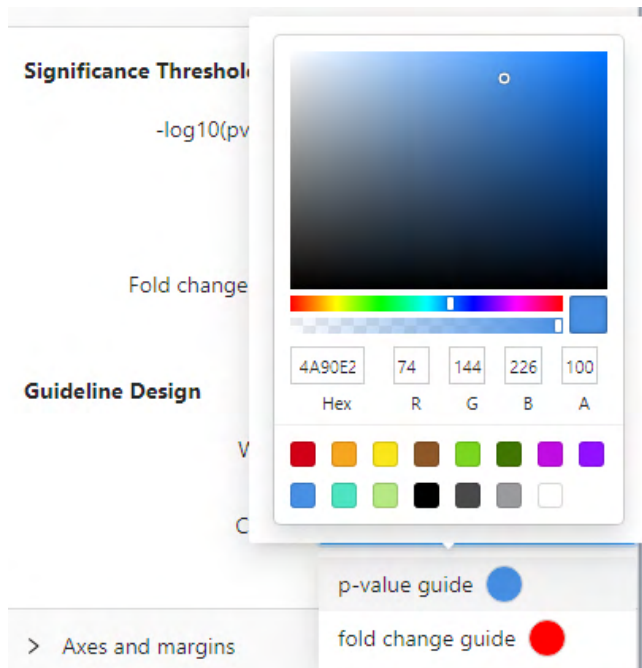 Significance Threshol
-log10(pv
Fold change
4A90E2 74 144 226 100
Hex R G B A
Guideline Design
p-value guide
fold change guide
> Axes and margins